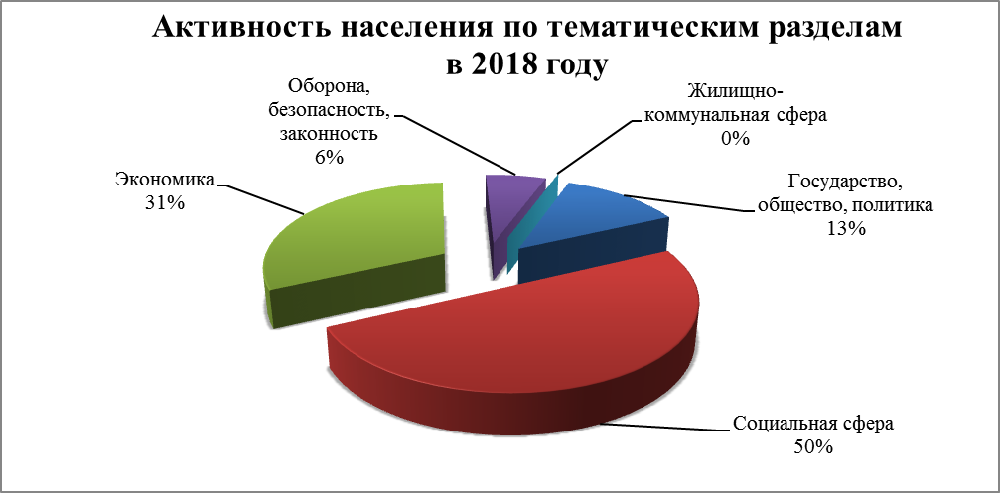 Активность населения по тематическим разделам
в 2018 году
Оборона,
безопасность,
законность
6%
Жилищно-
коммунальная сфера
0%
Экономика
31%
Государство,
общество, политика
13%
Социальная сфера
50%